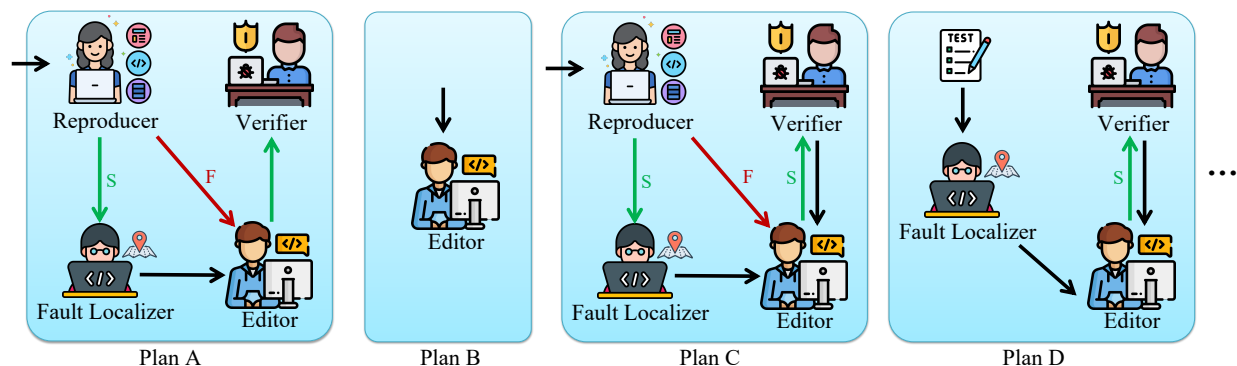 Reproducer
Verifier
S
F
Fault Localizer
</>
</>
Editor
Plan A
</>
Editor
Plan B
Reproducer
Verifier
S
F
S
Fault Localizer
</>
</>
Editor
Plan C
TEST
Verifier
</>
Fault Localizer
S
</>
Editor
Plan D
...